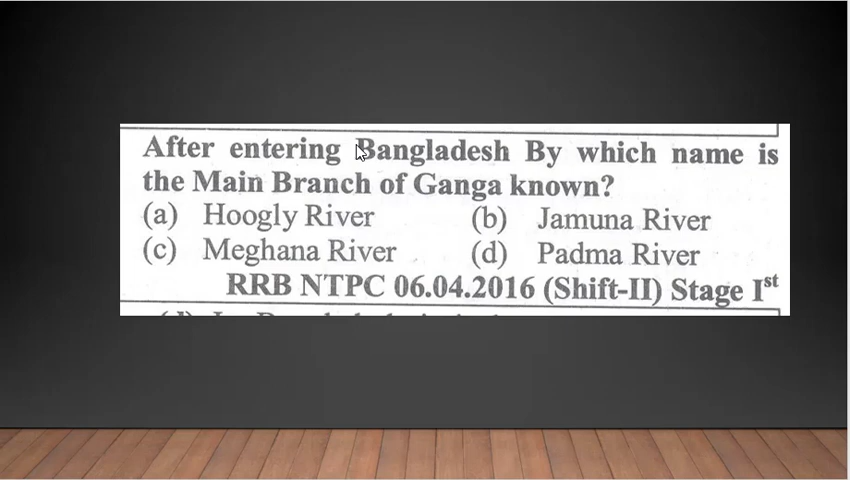 After entering Bangladesh By which name is
the Main Branch of Ganga known?
(a) Hoogly River (b) Jamuna River
(c) Meghana River (d) Padma River
RRB NTPC 06.04.2016 (Shift-II) Stage Ist